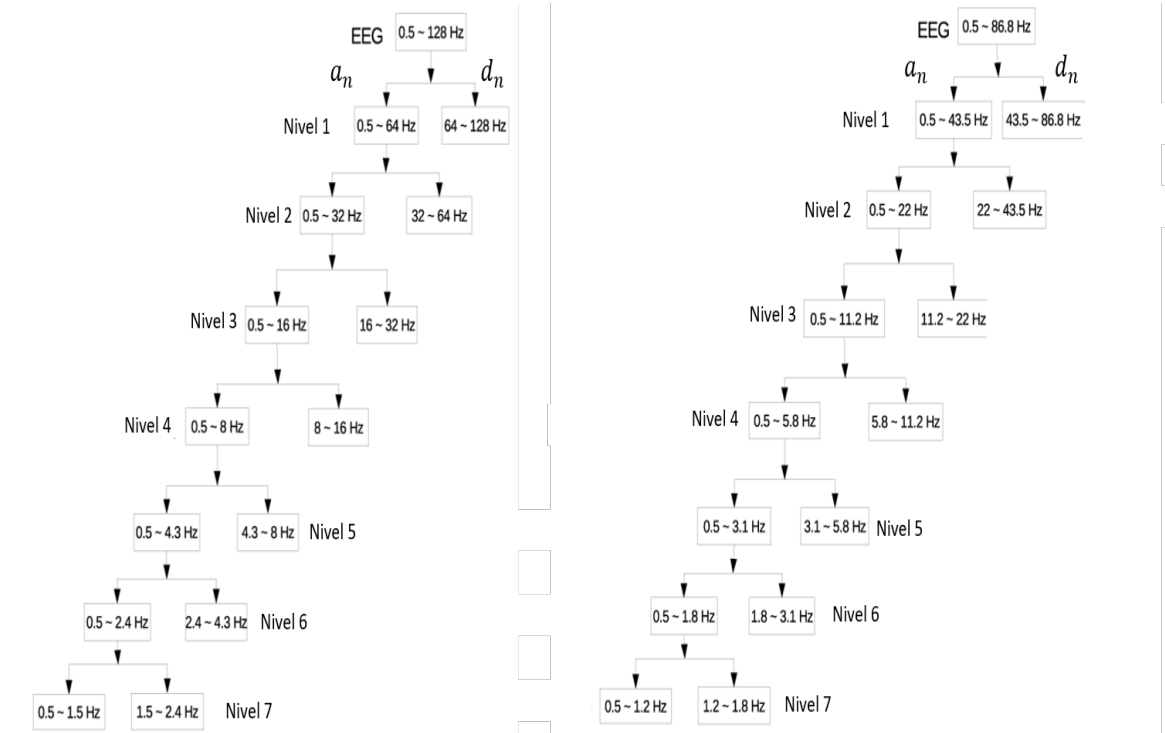 EEG 0.5 ~ 128 Hz
aₙ dₙ
Nivel 1 0.5 ~ 64 Hz 64 ~ 128 Hz
Nivel 2 0.5 ~ 32 Hz 32 ~ 64 Hz
Nivel 3 0.5 ~ 16 Hz 16 ~ 32 Hz
Nivel 4 0.5 ~ 8 Hz 8 ~ 16 Hz
0.5 ~ 4.3 Hz 4.3 ~ 8 Hz Nivel 5
0.5 ~ 2.4 Hz 2.4 ~ 4.3 Hz Nivel 6
0.5 ~ 1.5 Hz 1.5 ~ 2.4 Hz Nivel 7
EEG 0.5 ~ 86.8 Hz
aₙ dₙ
Nivel 1 0.5 ~ 43.5 Hz 43.5 ~ 86.8 Hz
Nivel 2 0.5 ~ 22 Hz 22 ~ 43.5 Hz
Nivel 3 0.5 ~ 11.2 Hz 11.2 ~ 22 Hz
Nivel 4 0.5 ~ 5.8 Hz 5.8 ~ 11.2 Hz
0.5 ~ 3.1 Hz 3.1 ~ 5.8 Hz Nivel 5
0.5 ~ 1.8 Hz 1.8 ~ 3.1 Hz Nivel 6
0.5 ~ 1.2 Hz 1.2 ~ 1.8 Hz Nivel 7